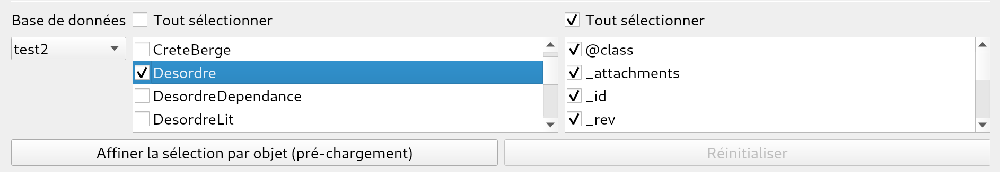 Base de données
Tout sélectionner
Tout sélectionner
test2
CreteBerge
Desordre
DesordreDependance
DesordreLit
@class
_attachments
_id
_rev
Affiner la sélection par objet (pré-chargement)
Réinitialiser